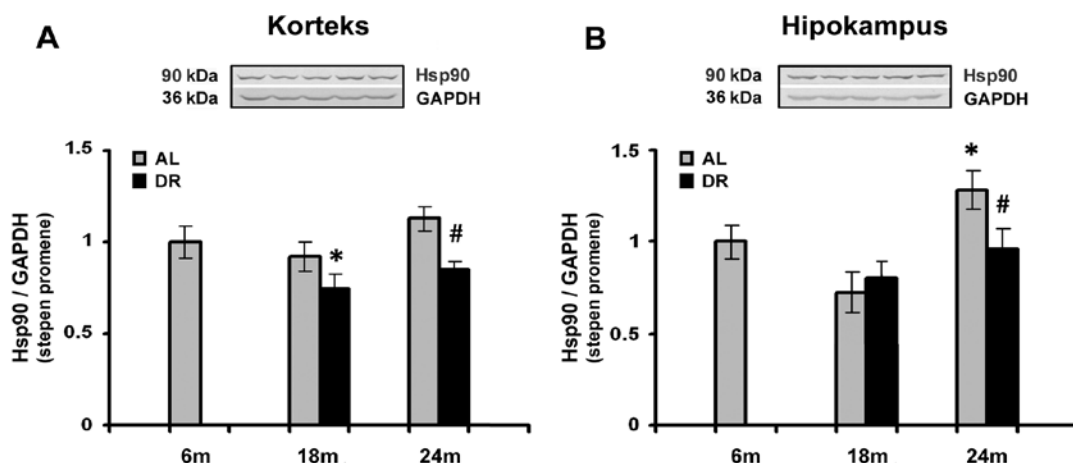 A
Korteks
90 kDa
Hsp90
36 kDa
GAPDH
1.5
1
0.5
0
Hsp90 / GAPDH
(stepen promene)
AL
DR
*
#
6m
18m
24m
B
Hipokampus
90 kDa
Hsp90
36 kDa
GAPDH
1.5
1
0.5
0
Hsp90 / GAPDH
(stepen promene)
AL
DR
*
#
6m
18m
24m